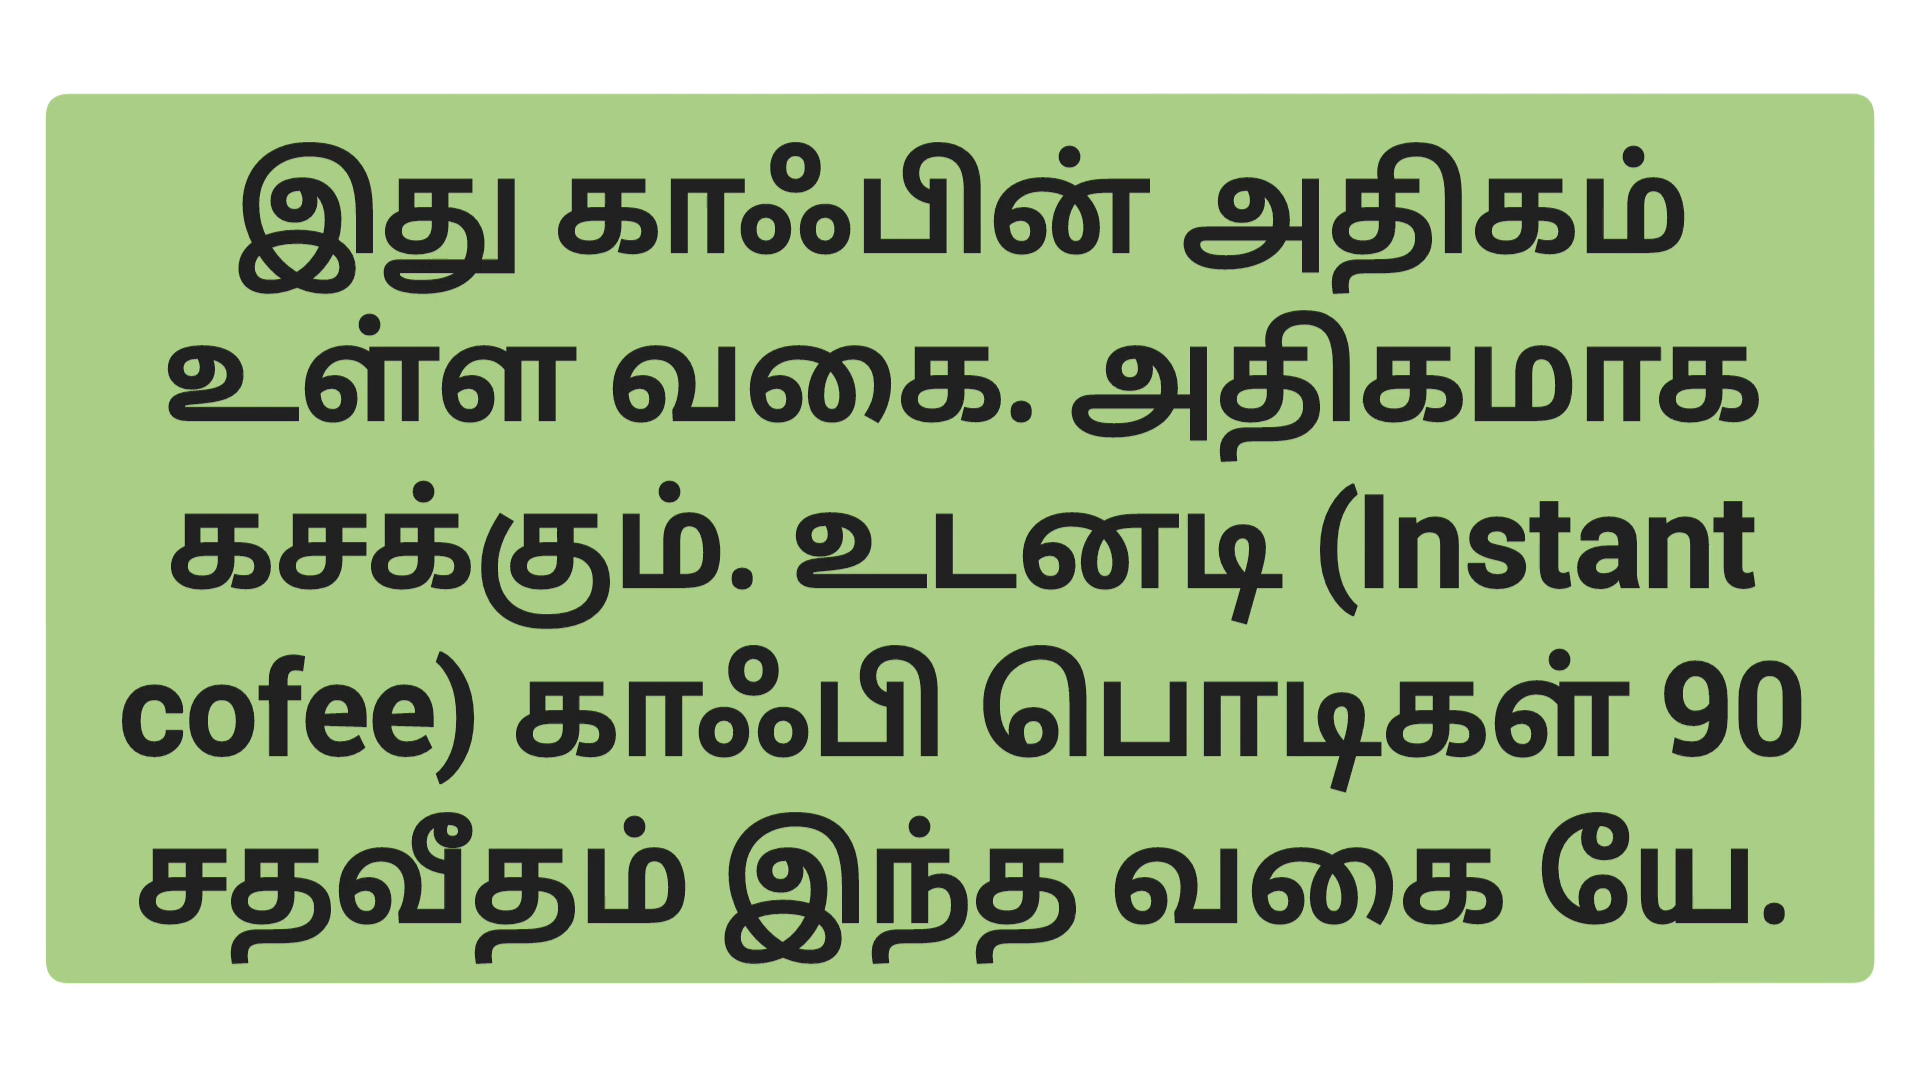 இது காஃபின் அதிகம்
உள்ள வகை. அதிகமாக
கசக்கும். உடனடி (Instant
cofee) காஃபி பொடிகள் 90
சதவீதம் இந்த வகை யே.